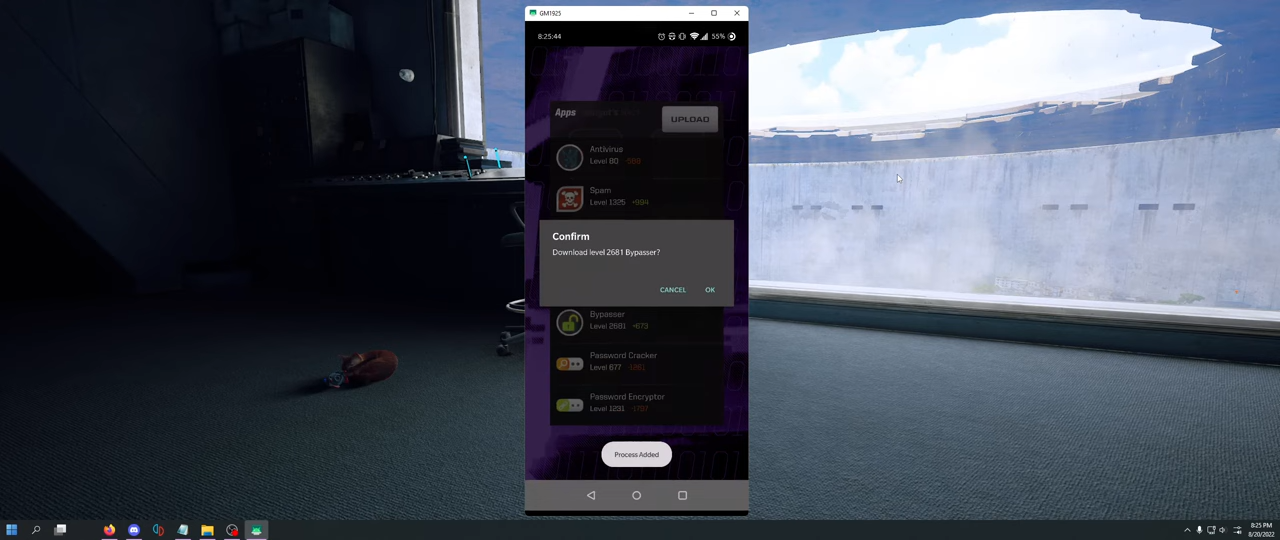 GM1925
8:25:44
55%
Apps
UPLOAD
Antivirus
Level 80
Spam
Level 1325 +994
Confirm
Download level 2681 Bypasser?
CANCEL OK
Bypasser
Level 2681 +673
Password Cracker
Level 677
Password Encrypter
Level 1231
Process Added
8:25 PM
8/20/2022